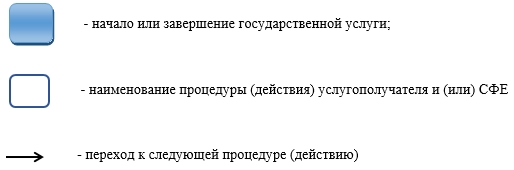 - начало или завершение государственной услуги;
- наименование процедуры (действия) услугополучателя и (или) СФЕ
- переход к следующей процедуре (действию)